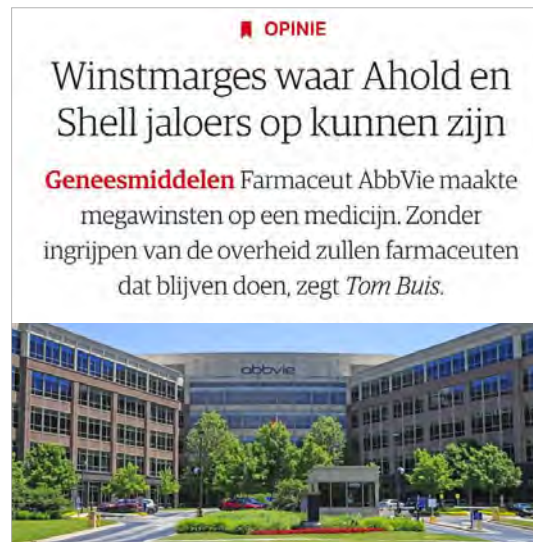 OPINIE
Winstmarges waar Ahold en
Shell jaloers op kunnen zijn
Geneesmiddelen Farmaceut AbbVie maakte
megawinsten op een medicijn. Zonder
ingrijpen van de overheid zullen farmaceuten
dat blijven doen, zegt Tom Buis.
abbvie